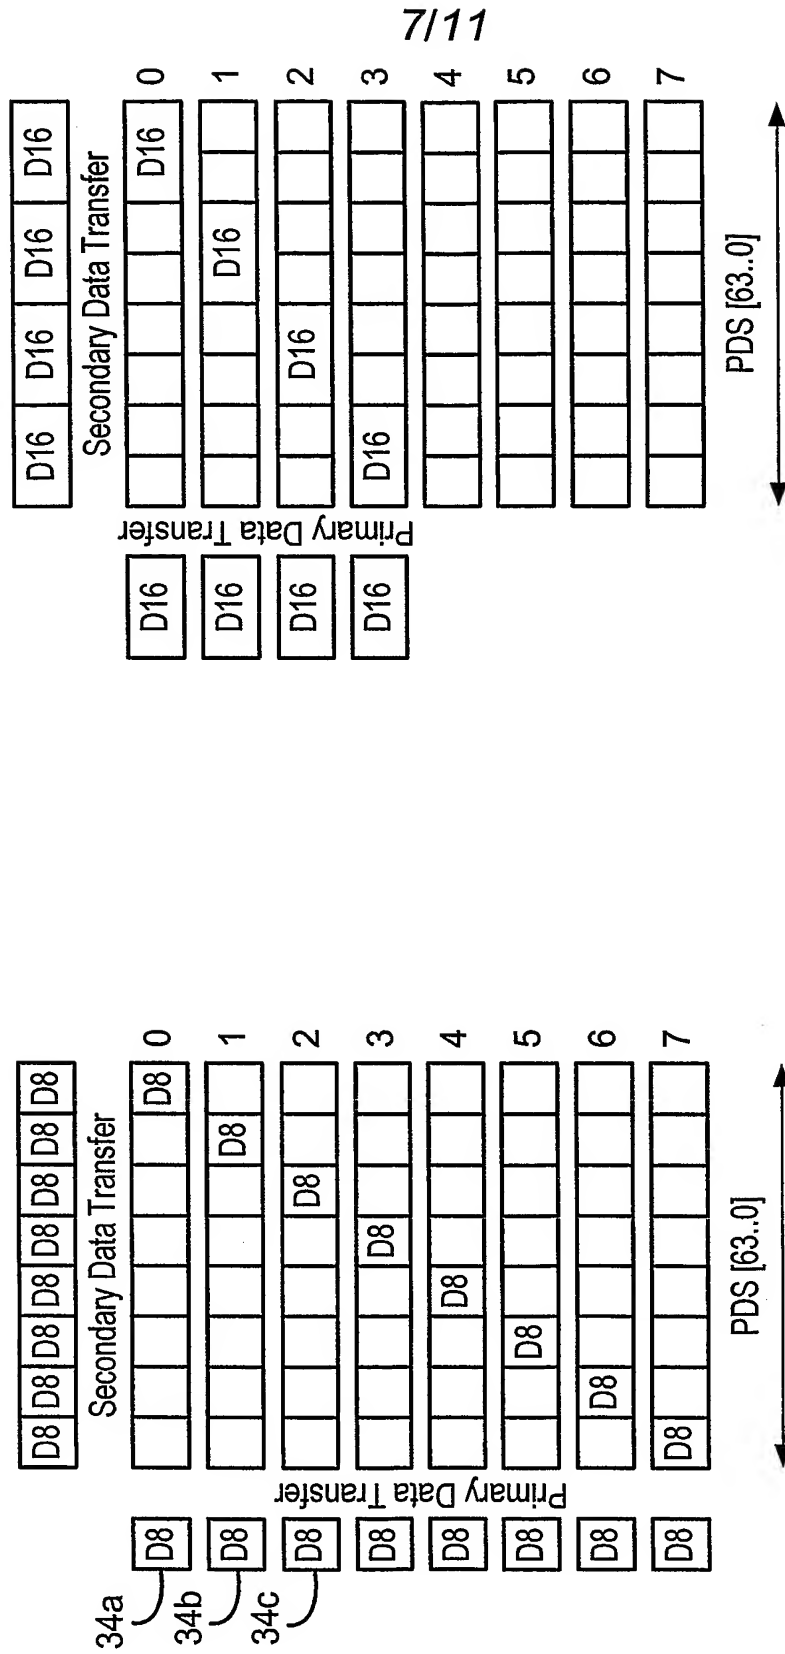 7/11
D16 D16 D16 D16
Secondary Data Transfer
D16 0
D16 1
D16 2
D16 3
4
5
6
7
Primary Data Transfer
D16
D16
D16
D16
PDS [63..0]
D8 D8 D8 D8 D8 D8 D8 D8
Secondary Data Transfer
D8 0
D8 1
D8 2
D8 3
D8 4
D8 5
D8 6
D8 7
Primary Data Transfer
34a D8
34b D8
34c D8
D8
D8
D8
D8
D8
PDS [63..0]